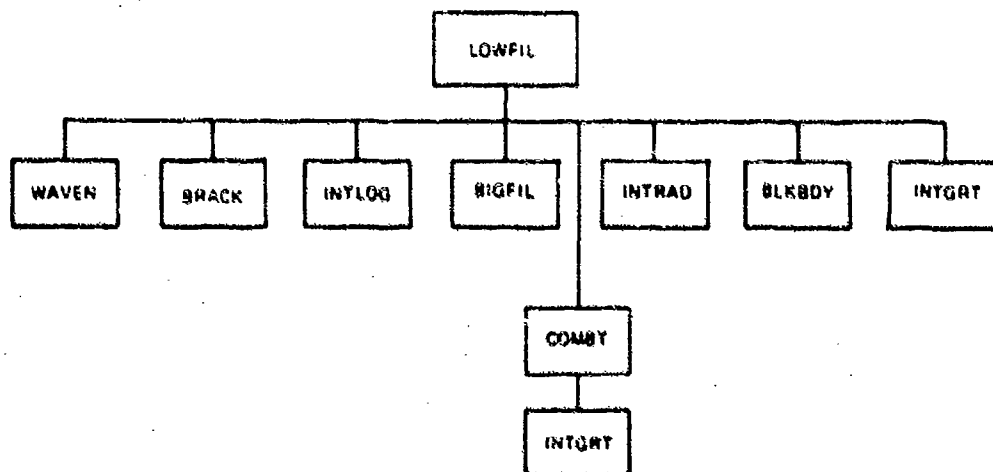 LOWFIL
WAVEN BRACK INTLOG BIGFIL INTRAD BLKBDY INTGRT
COMBT
INTGRT